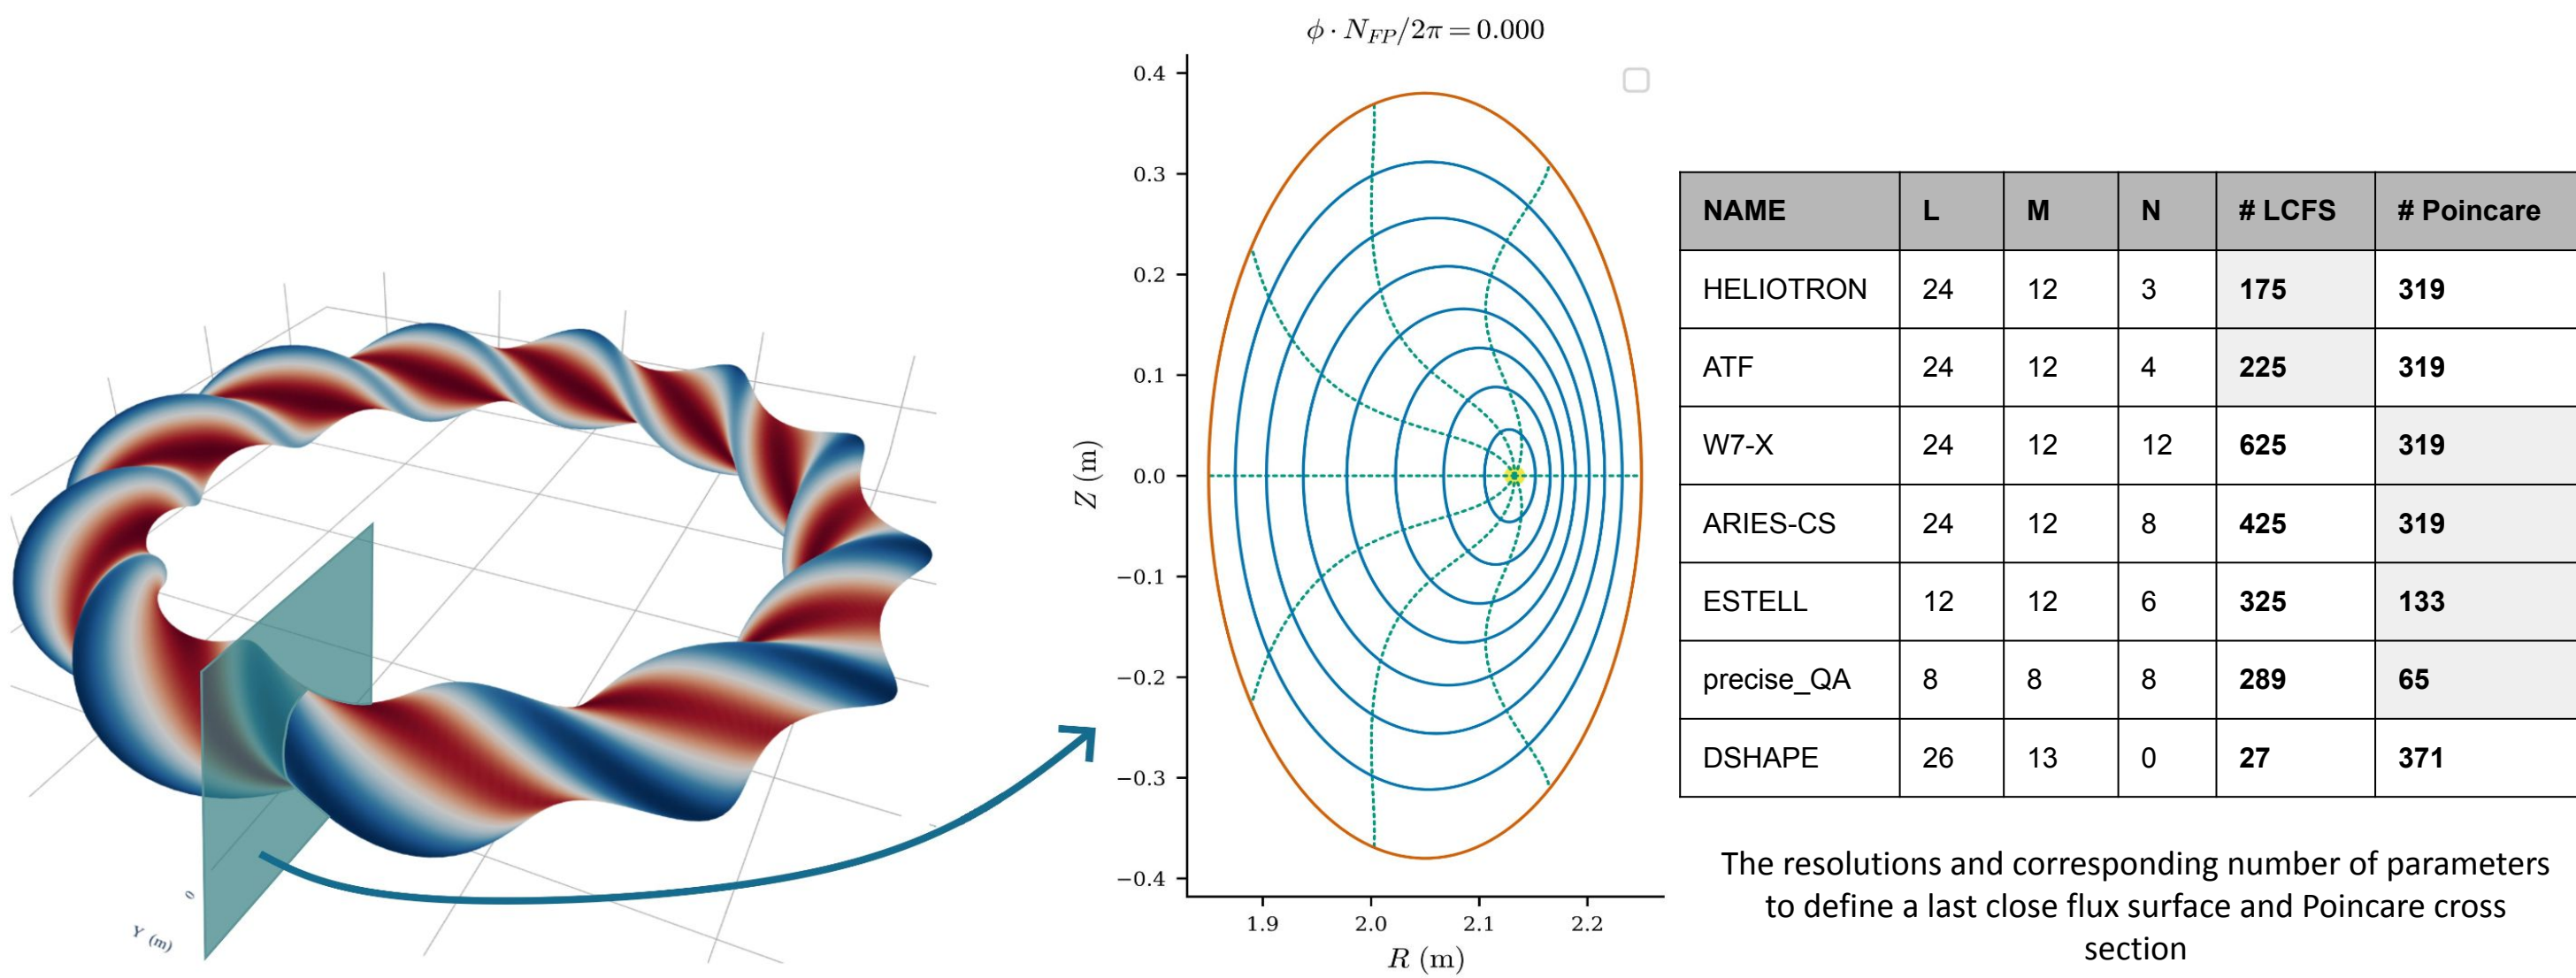 0
Y (m)
ϕ · N_FP/2π = 0.000
0.4
0.3
0.2
0.1
0.0
−0.1
−0.2
−0.3
−0.4
Z (m)
1.9 2.0 2.1 2.2
R (m)
NAME L M N # LCFS # Poincare
HELIOTRON 24 12 3 175 319
ATF 24 12 4 225 319
W7-X 24 12 12 625 319
ARIES-CS 24 12 8 425 319
ESTELL 12 12 6 325 133
precise_QA 8 8 8 289 65
DSHAPE 26 13 0 27 371
The resolutions and corresponding number of parameters
to define a last close flux surface and Poincare cross
section